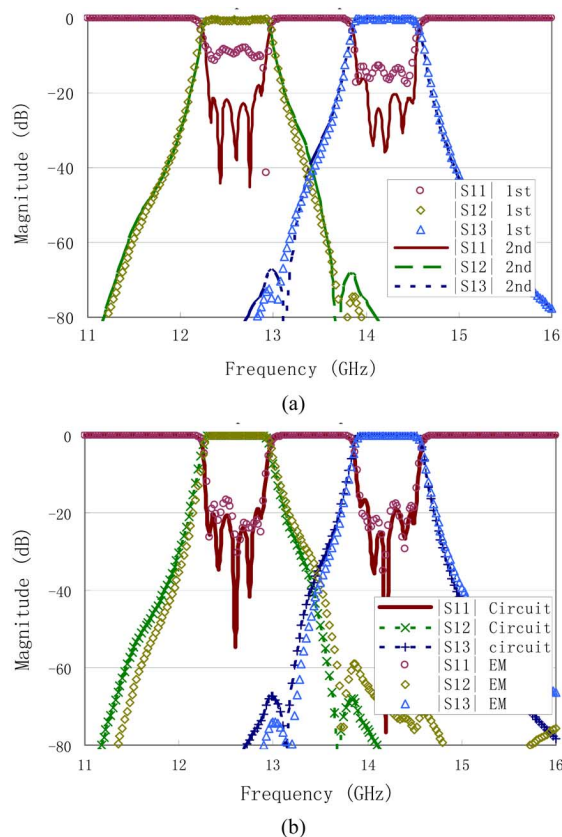 0
-20
-40
-60
-80
Magnitude (dB)
|S11| 1st
|S12| 1st
|S13| 1st
|S11| 2nd
|S12| 2nd
|S13| 2nd
11 12 13 14 15 16
Frequency (GHz)
(a)
0
-20
-40
-60
-80
Magnitude (dB)
|S11| Circuit
|S12| Circuit
|S13| circuit
|S11| EM
|S12| EM
|S13| EM
11 12 13 14 15 16
Frequency (GHz)
(b)